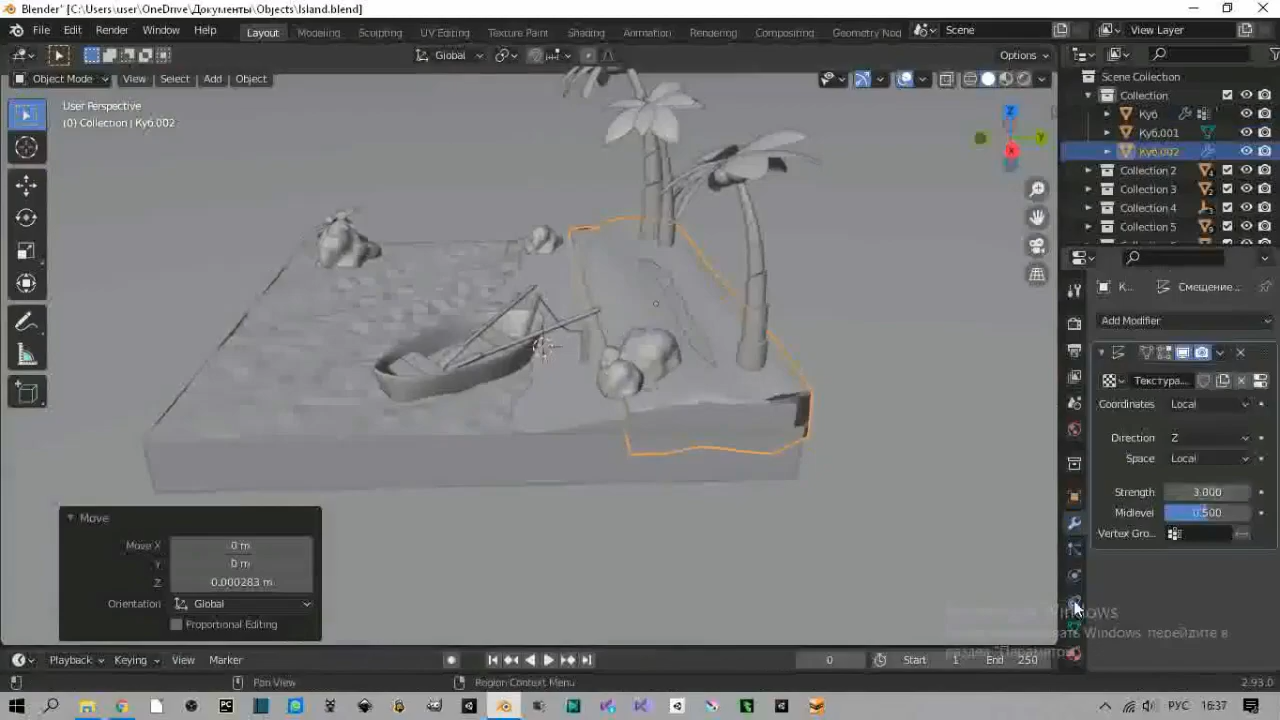 Blender* [C:\Users\user\OneDrive\Документы\Objects\Island.blend]
File Edit Render Window Help Layout Modeling Sculpting UV Editing Texture Paint Shading Animation Rendering Compositing Geometry Nod Scene View Layer
Global Options
Object Mode View Select Add Object
User Perspective
(0) Collection | Куб.002
Z
Y
X
Scene Collection
Collection
Куб
Куб.001
Куб.002
Collection 2
Collection 3
Collection 4
Collection 5
К... Смещение...
Add Modifier
Текстура...
Coordinates Local
Direction Z
Space Local
Strength 3.000
Midlevel 0.500
Vertex Gro...
Move
Move X 0 m
Y 0 m
Z 0.000283 m
Orientation Global
Proportional Editing
Windows
Windows, перейдите в
раздел "Параметры"
Playback Keying View Marker 0 Start 1 End 250
Pan View Region Context Menu 2.93.0
РУС 16:37